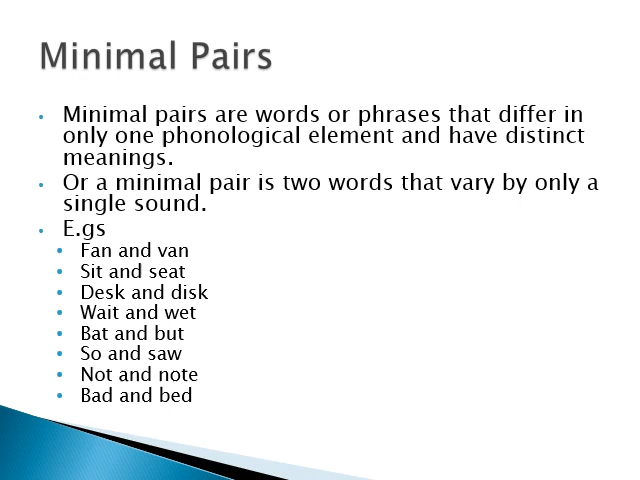 Minimal Pairs
• Minimal pairs are words or phrases that differ in
only one phonological element and have distinct
meanings.
• Or a minimal pair is two words that vary by only a
single sound.
• E.gs
• Fan and van
• Sit and seat
• Desk and disk
• Wait and wet
• Bat and but
• So and saw
• Not and note
• Bad and bed